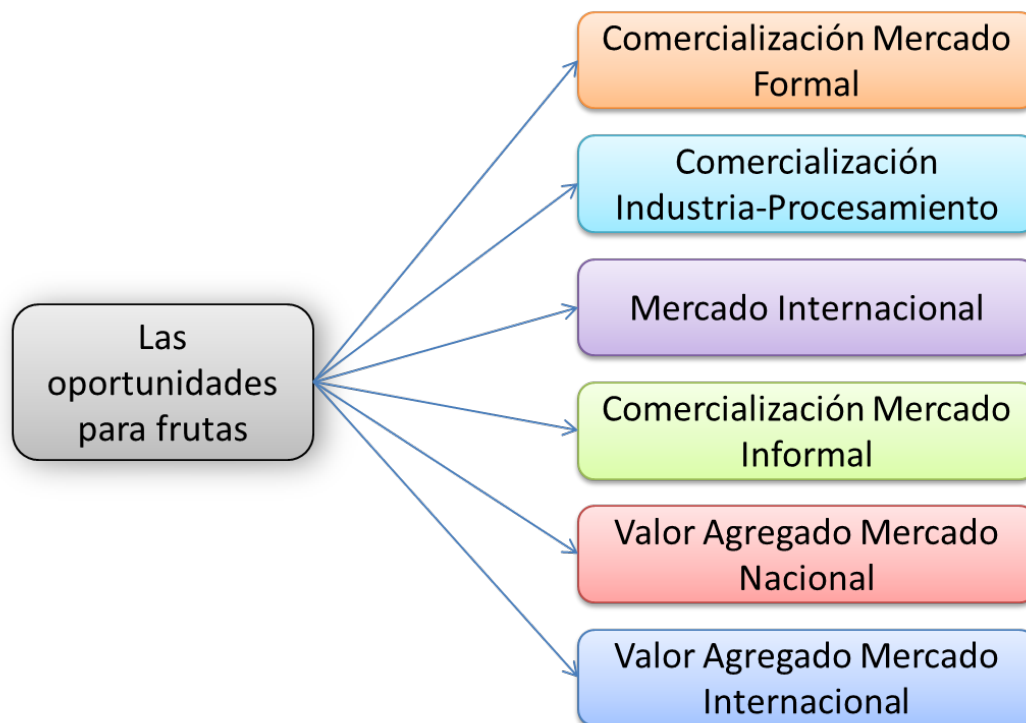 Comercialización Mercado
Formal
Comercialización
Industria-Procesamiento
Mercado Internacional
Las
oportunidades
para frutas
Comercialización Mercado
Informal
Valor Agregado Mercado
Nacional
Valor Agregado Mercado
Internacional